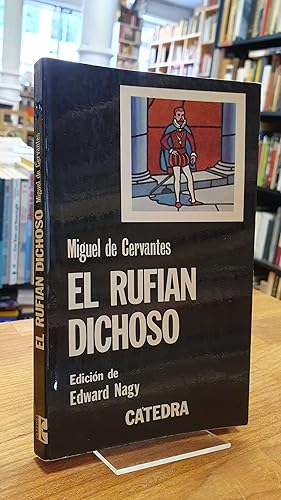 Miguel de Cervantes
EL RUFIAN
DICHOSO
Edición de
Edward Nagy
CATEDRA
EL RUFIAN DICHOSO Miguel de Cervantes